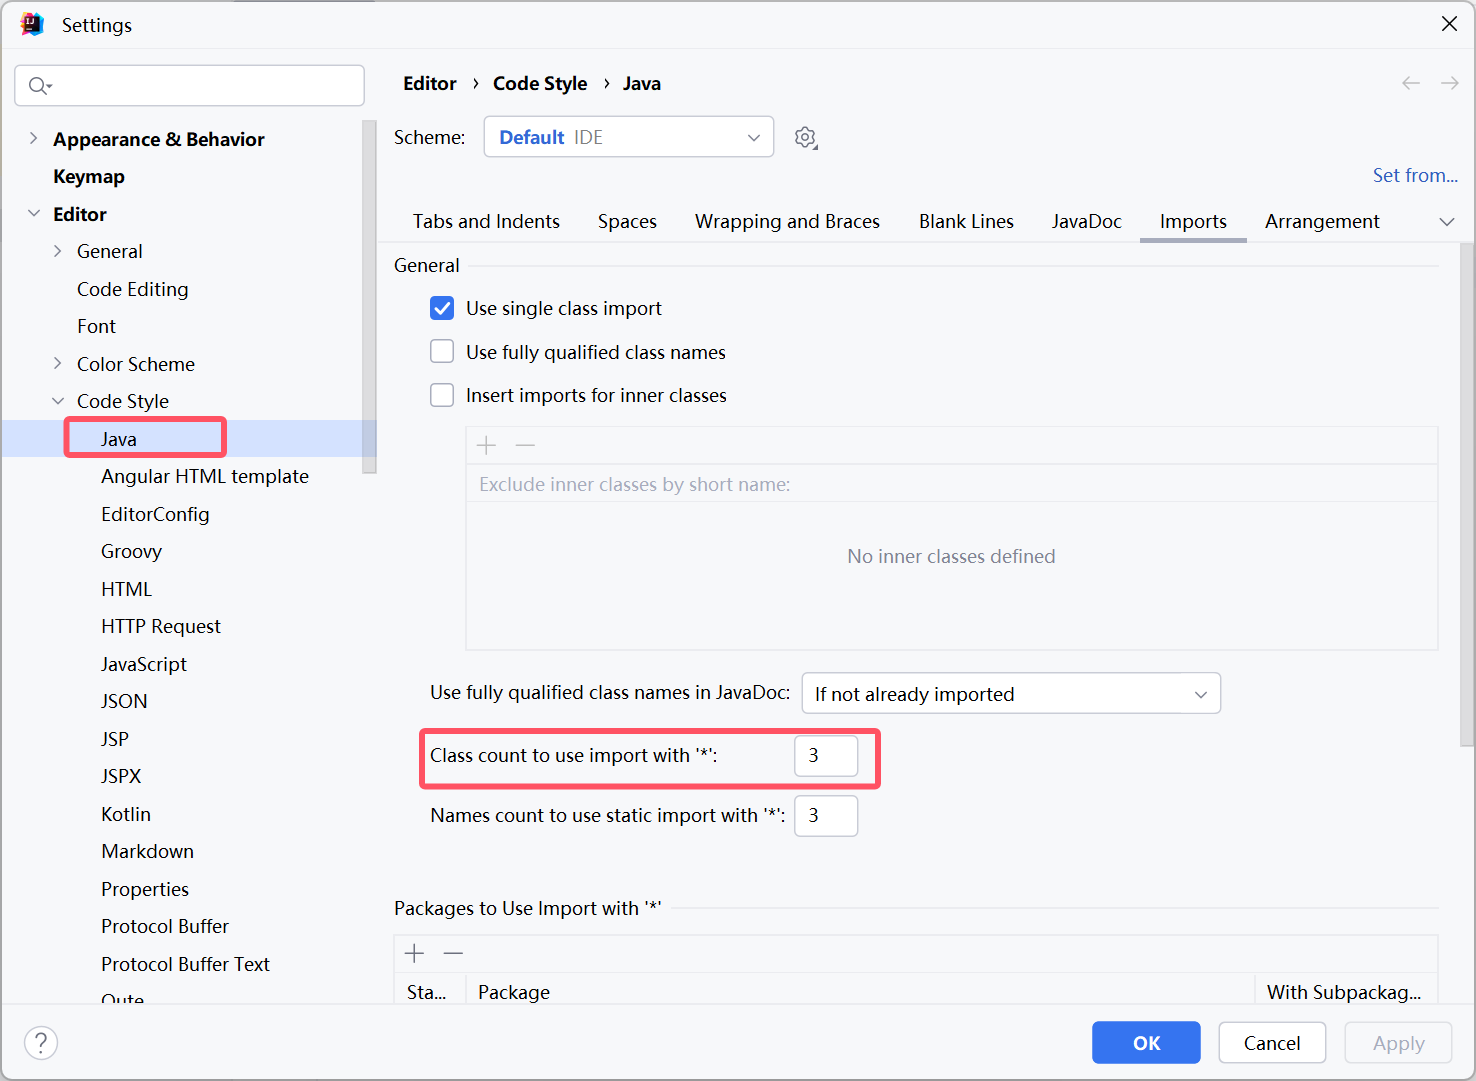 Settings
Appearance & Behavior
Keymap
Editor
General
Code Editing
Font
Color Scheme
Code Style
Java
Angular HTML template
EditorConfig
Groovy
HTML
HTTP Request
JavaScript
JSON
JSP
JSPX
Kotlin
Markdown
Properties
Protocol Buffer
Protocol Buffer Text
Qute
Editor › Code Style › Java
Scheme: Default IDE
Set from...
Tabs and Indents Spaces Wrapping and Braces Blank Lines JavaDoc Imports Arrangement
General
Use single class import
Use fully qualified class names
Insert imports for inner classes
Exclude inner classes by short name:
No inner classes defined
Use fully qualified class names in JavaDoc: If not already imported
Class count to use import with '*': 3
Names count to use static import with '*': 3
Packages to Use Import with '*'
Sta... Package With Subpackag...
? OK Cancel Apply